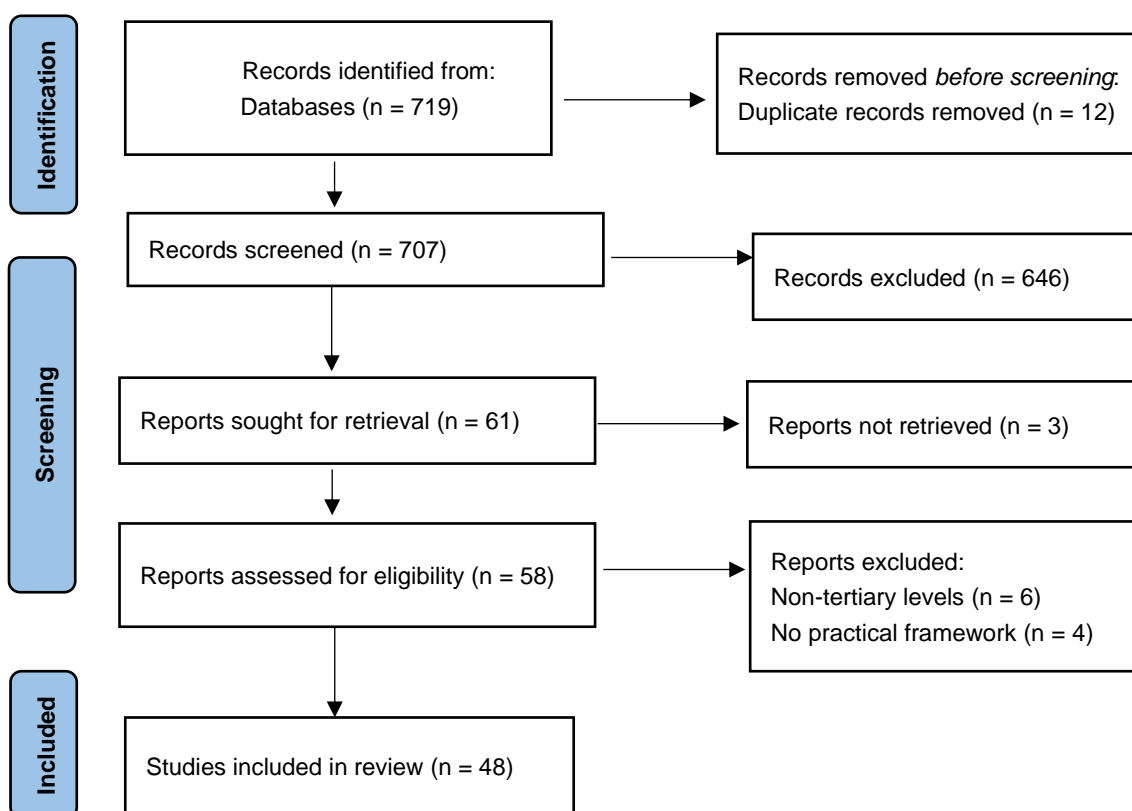 Identification
Records identified from:
Databases (n = 719)
Records removed before screening:
Duplicate records removed (n = 12)
Screening
Records screened (n = 707)
Records excluded (n = 646)
Reports sought for retrieval (n = 61)
Reports not retrieved (n = 3)
Reports assessed for eligibility (n = 58)
Reports excluded:
Non-tertiary levels (n = 6)
No practical framework (n = 4)
Included
Studies included in review (n = 48)